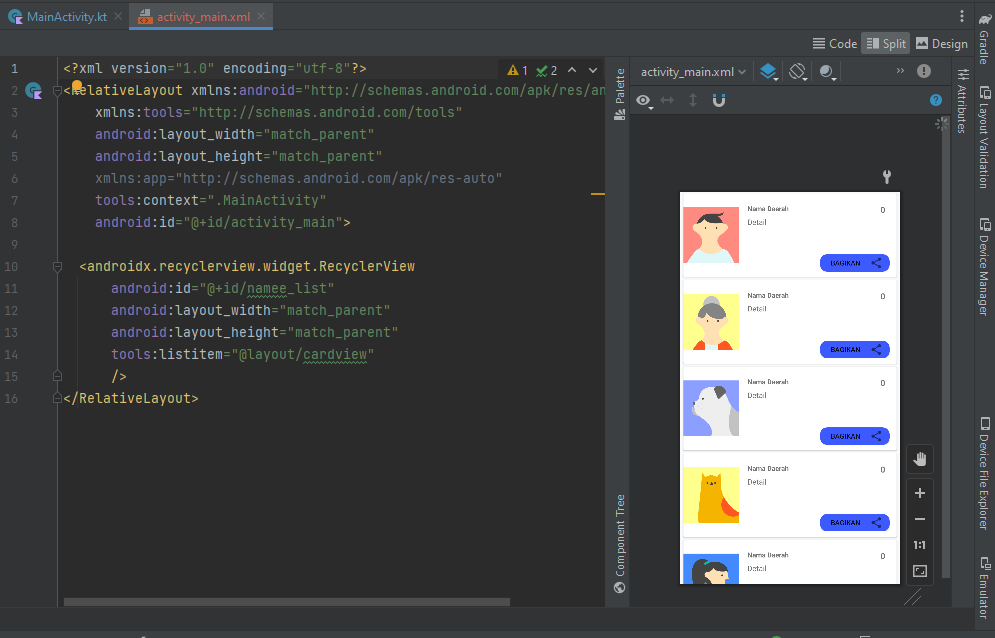 MainActivity.kt
activity_main.xml
Code
Split
Design
1 <?xml version="1.0" encoding="utf-8"?>
1 2
2 <RelativeLayout xmlns:android="http://schemas.android.com/apk/res/an
3 xmlns:tools="http://schemas.android.com/tools"
4 android:layout_width="match_parent"
5 android:layout_height="match_parent"
6 xmlns:app="http://schemas.android.com/apk/res-auto"
7 tools:context=".MainActivity"
8 android:id="@+id/activity_main">
9
10 <androidx.recyclerview.widget.RecyclerView
11 android:id="@+id/namee_list"
12 android:layout_width="match_parent"
13 android:layout_height="match_parent"
14 tools:listitem="@layout/cardview"
15 />
16 </RelativeLayout>
Palette
Component Tree
activity_main.xml
Nama Daerah 0
Detail
BAGIKAN
Nama Daerah 0
Detail
BAGIKAN
Nama Daerah 0
Detail
BAGIKAN
Nama Daerah 0
Detail
BAGIKAN
Nama Daerah 0
Detail
1:1
Attributes
Gradle
Layout Validation
Device Manager
Device File Explorer
Emulator